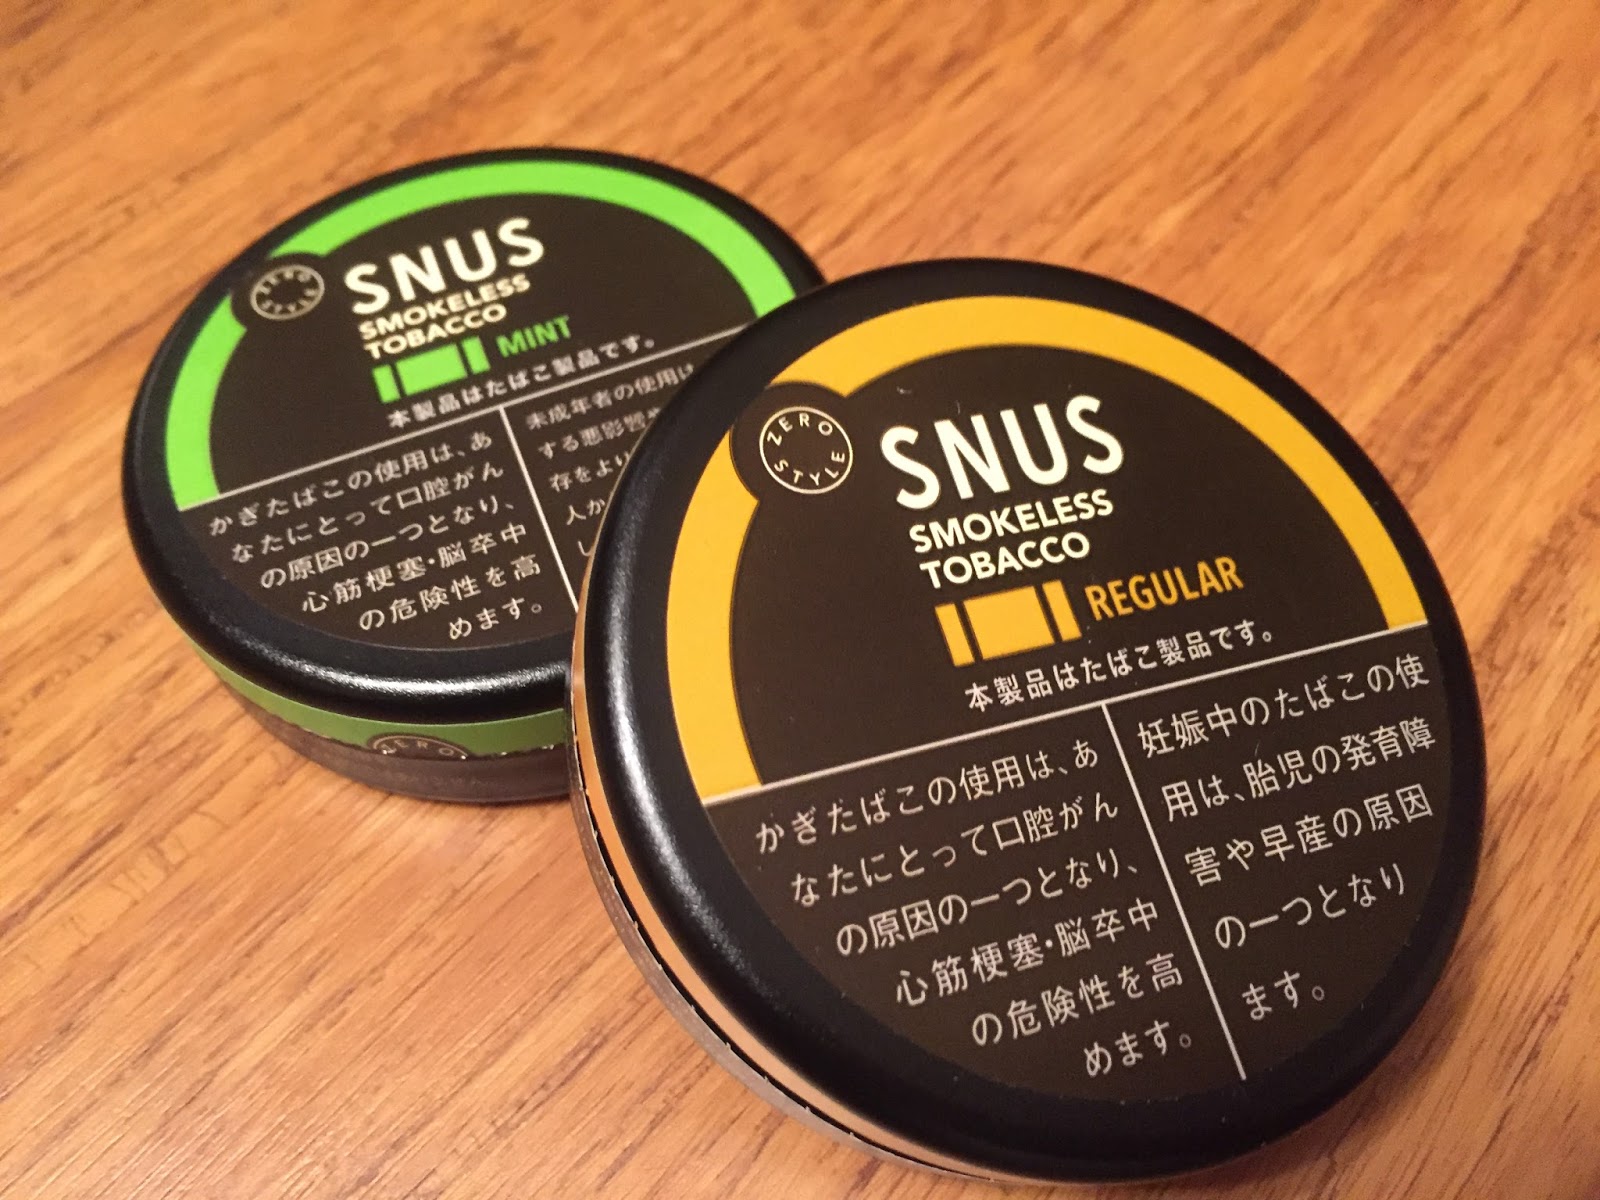 ZERO
STYLE
SNUS
SMOKELESS
TOBACCO
MINT
本製品はたばこ製品です。
かぎたばこの使用は、あ
なたにとって口腔がん
の原因の一つとなり、
心筋梗塞・脳卒中
の危険性を高
めます。
未成年者の使用は
する悪影響や
存をより
人か
し
ZERO
ZERO
STYLE
SNUS
SMOKELESS
TOBACCO
REGULAR
本製品はたばこ製品です。
かぎたばこの使用は、あ
なたにとって口腔がん
の原因の一つとなり、
心筋梗塞・脳卒中
の危険性を高
めます。
妊娠中のたばこの使
用は、胎児の発育障
害や早産の原因
の一つとなり
ます。